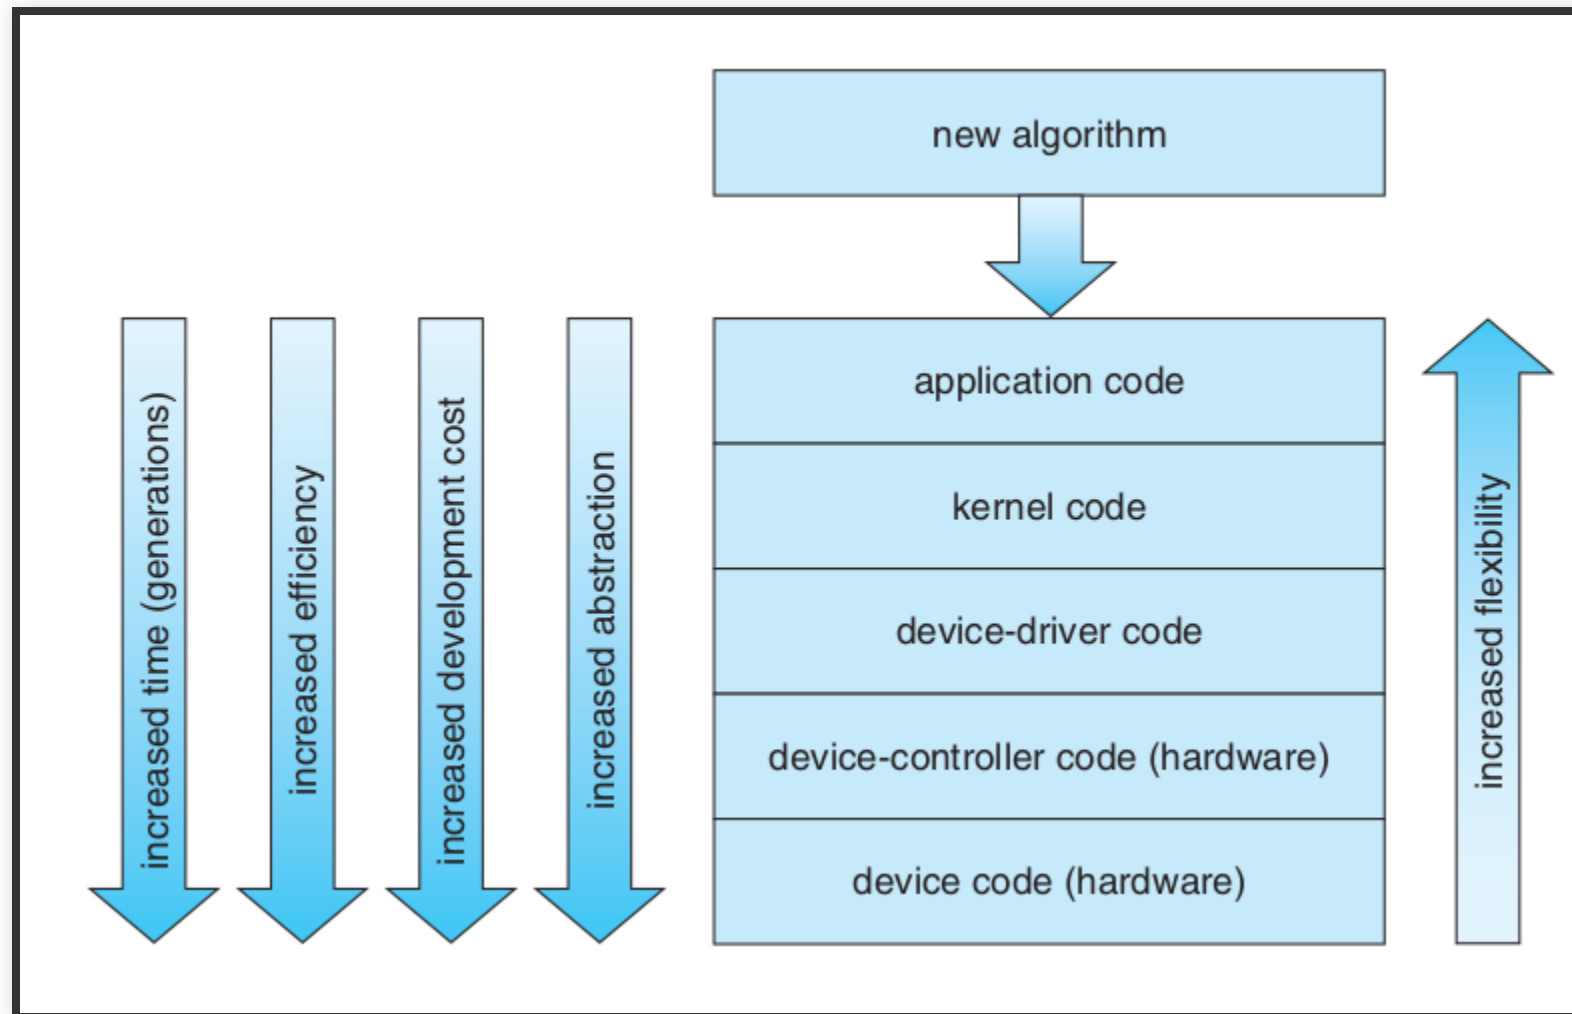 new algorithm
increased time (generations)
increased efficiency
increased development cost
increased abstraction
application code
kernel code
device-driver code
device-controller code (hardware)
device code (hardware)
increased flexibility